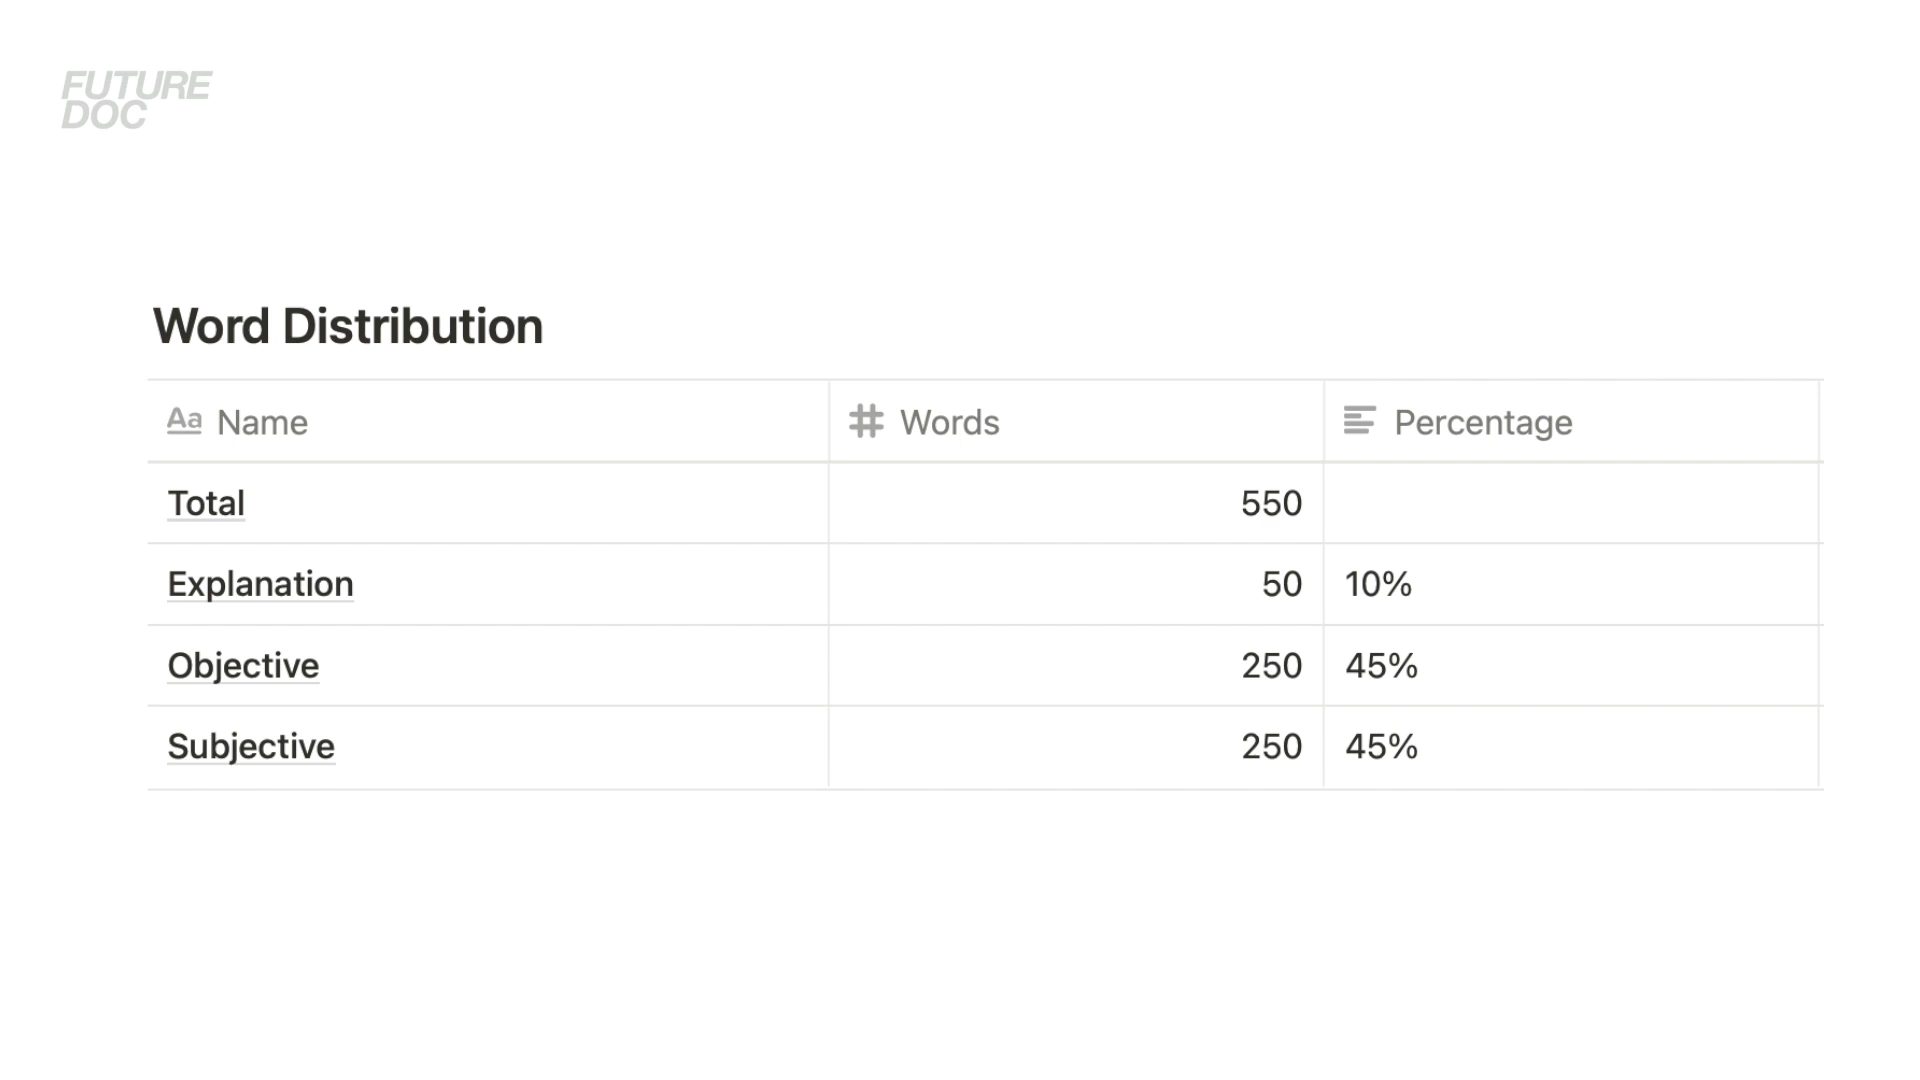 FUTURE
DOC
Word Distribution
Aa Name # Words Percentage
Total 550
Explanation 50 10%
Objective 250 45%
Subjective 250 45%